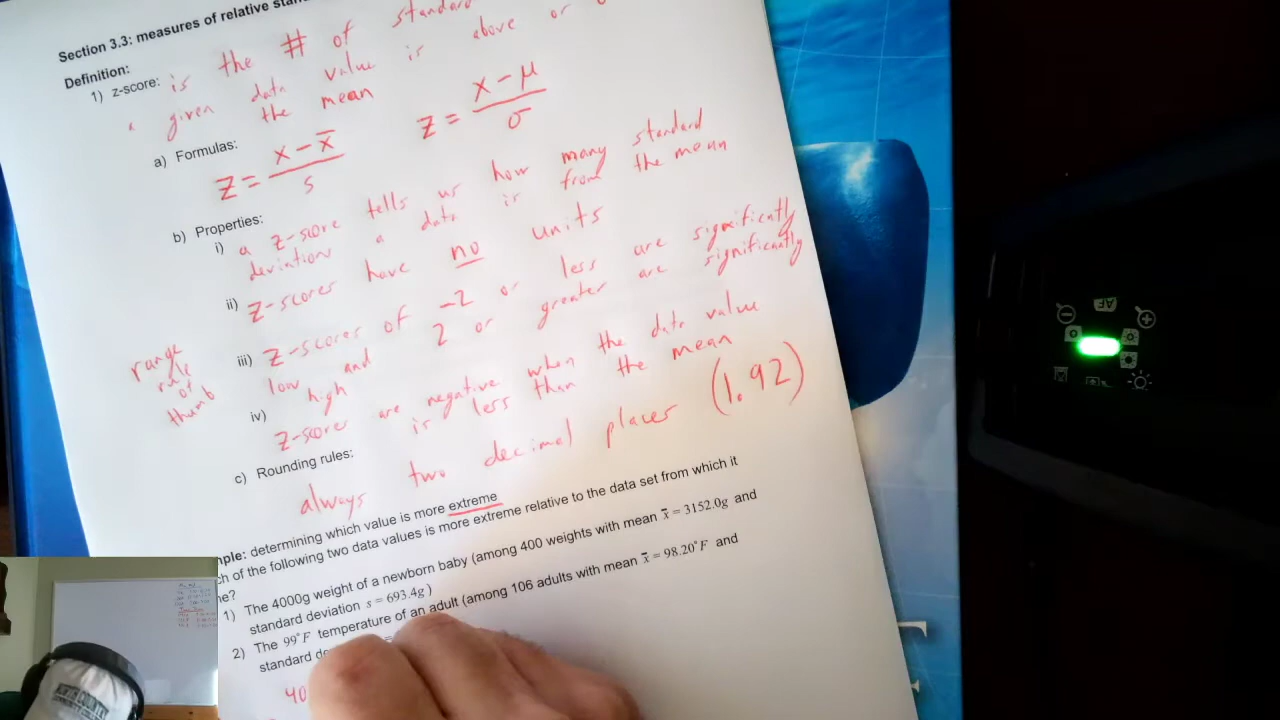 Section 3.3: measures of relative
Definition:
1) z-score: is the # of standard
a given data value is above or
the mean
a) Formulas:
z = x - x̄ / s z = x - μ / σ
b) Properties:
i) a z-score tells us how many standard
deviation a data is from the mean
ii) z-scores have no units
iii) z-scores of -2 or less are significantly
low and 2 or greater are significantly
high
range
rule
of
thumb
iv) z-scores are negative when the data value
is less than the mean
c) Rounding rules:
always two decimal places (1.92)
determining which value is more extreme
of the following two data values is more extreme relative to the data set from which it
1) The 4000g weight of a newborn baby (among 400 weights with mean x̄ = 3152.0g and
standard deviation s = 693.4g)
2) The 99°F temperature of an adult (among 106 adults with mean x̄ = 98.20°F and
standard
40
AF
NORTH COUNTRY